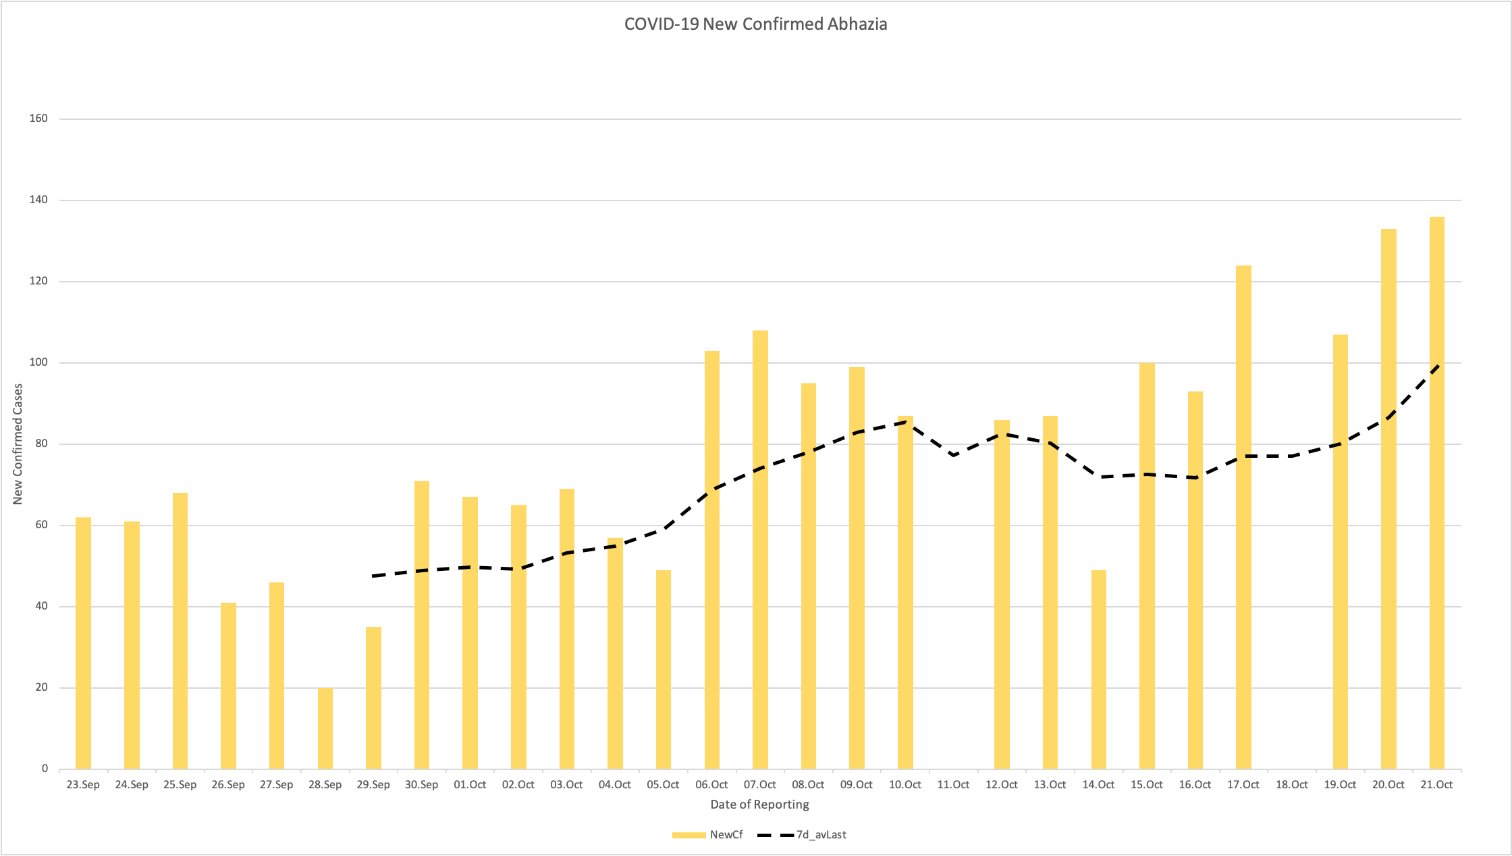 COVID-19 New Confirmed Abhazia
160
140
120
100
80
60
40
20
0
New Confirmed Cases
23.Sep 24.Sep 25.Sep 26.Sep 27.Sep 28.Sep 29.Sep 30.Sep 01.Oct 02.Oct 03.Oct 04.Oct 05.Oct 06.Oct 07.Oct 08.Oct 09.Oct 10.Oct 11.Oct 12.Oct 13.Oct 14.Oct 15.Oct 16.Oct 17.Oct 18.Oct 19.Oct 20.Oct 21.Oct
Date of Reporting
NewCf 7d_avLast